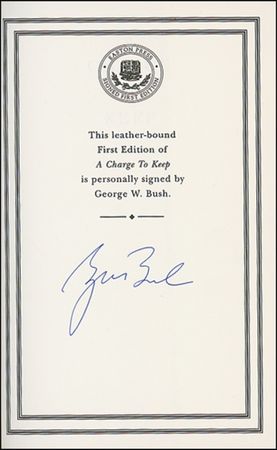 EASTON PRESS
SIGNED FIRST EDITION
This leather-bound
First Edition of
A Charge To Keep
is personally signed by
George W. Bush.